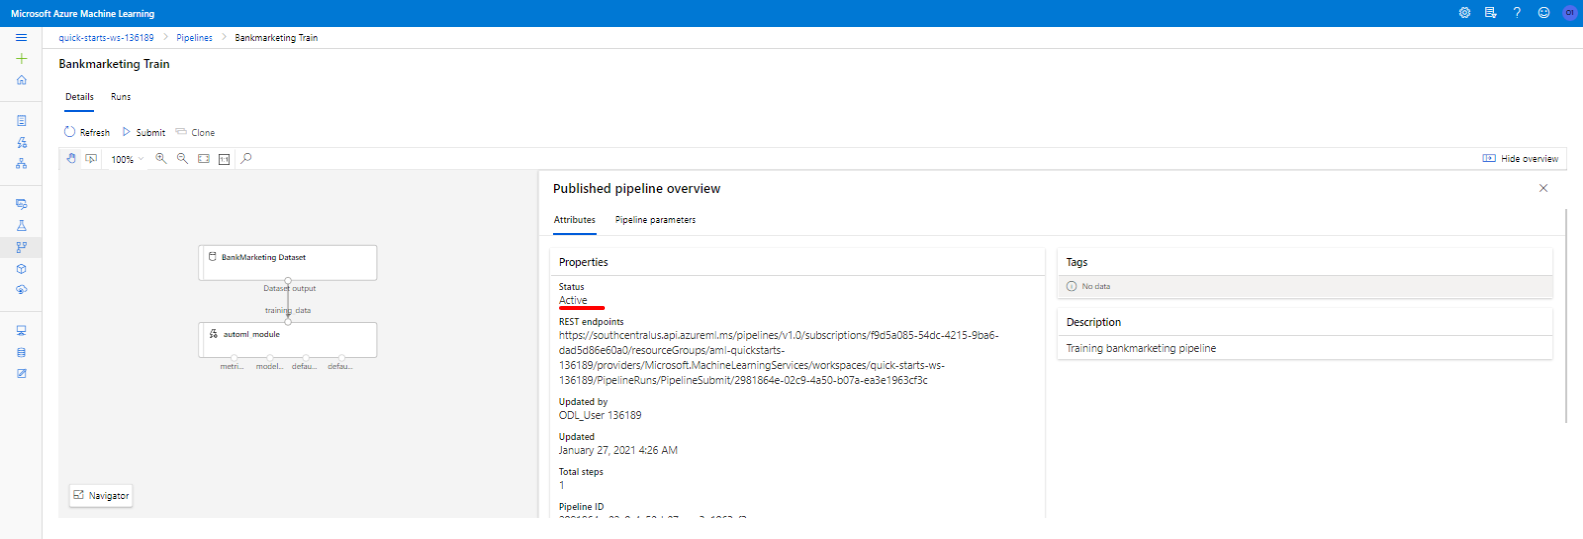 Microsoft Azure Machine Learning
quick-starts-ws-136189 > Pipelines > Bankmarketing Train
Bankmarketing Train
Details Runs
Refresh Submit Clone
100%
Hide overview
BankMarketing Dataset
Dataset output
training_data
automl_module
metri... model... defau... defau...
Navigator
Published pipeline overview
Attributes Pipeline parameters
Properties
Status
Active
REST endpoints
https://southcentralus.api.azureml.ms/pipelines/v1.0/subscriptions/f9d5a085-54dc-4215-9ba6-
dad5d86e60a0/resourceGroups/aml-quickstarts-
136189/providers/Microsoft.MachineLearningServices/workspaces/quick-starts-ws-
136189/PipelineRuns/PipelineSubmit/2981864e-02c9-4a50-b07a-ea3e1963cf3c
Updated by
ODL_User 136189
Updated
January 27, 2021 4:26 AM
Total steps
1
Pipeline ID
Tags
No data
Description
Training bankmarketing pipeline